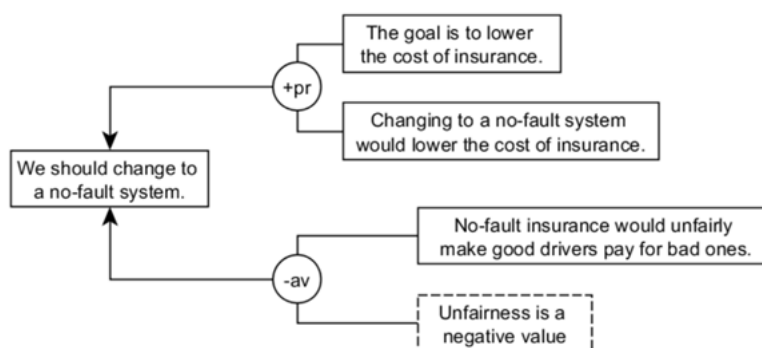 The goal is to lower
the cost of insurance.
+pr
Changing to a no-fault system
would lower the cost of insurance.
We should change to
a no-fault system.
No-fault insurance would unfairly
make good drivers pay for bad ones.
-av
Unfairness is a
negative value